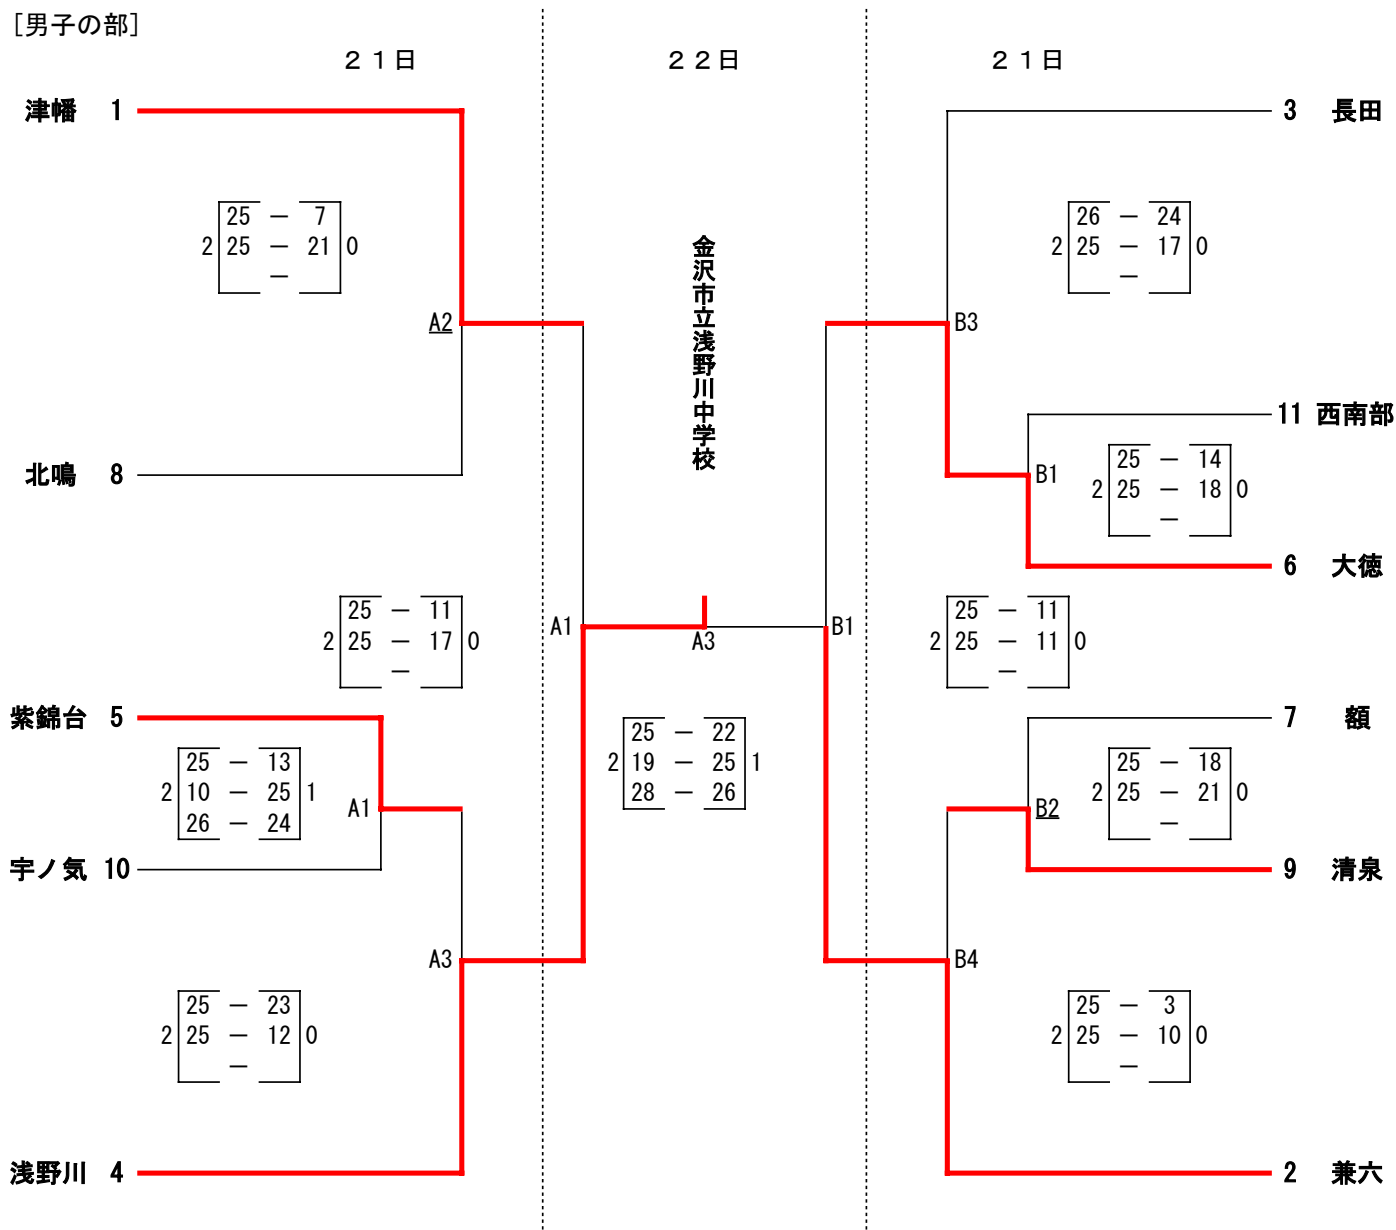 [男子の部]
２１日
２２日
２１日
津幡 1
3 長田
25 － 7
2 25 － 21 0
－
26 － 24
2 25 － 17 0
－
金沢市立浅野川中学校
A2
B3
11 西南部
北鳴 8
B1
25 － 14
2 25 － 18 0
－
6 大徳
25 － 11
2 25 － 17 0
－
A1
A3
B1
25 － 11
2 25 － 11 0
－
紫錦台 5
7 額
25 － 13
2 10 － 25 1
26 － 24
A1
25 － 22
2 19 － 25 1
28 － 26
B2
25 － 18
2 25 － 21 0
－
宇ノ気 10
9 清泉
A3
B4
25 － 23
2 25 － 12 0
－
25 － 3
2 25 － 10 0
－
浅野川 4
2 兼六